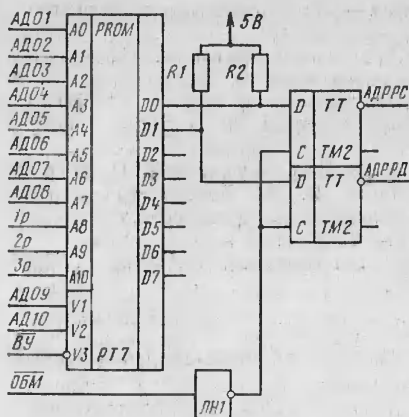 5В
АД01 A0 PROM R1 R2
АД02 A1
АД03 A2
АД04 A3 D0 D TT АДРРС
АД05 A4 D1
АД06 A5 D2 C TM2
АД07 A6 D3 D TT АДРРД
АД08 A7 D4
1р A8 D5 C TM2
2р A9 D6
3р A10 D7
АД09 V1
АД10 V2
ВУ V3 РТ7
ОБМ ЛН1